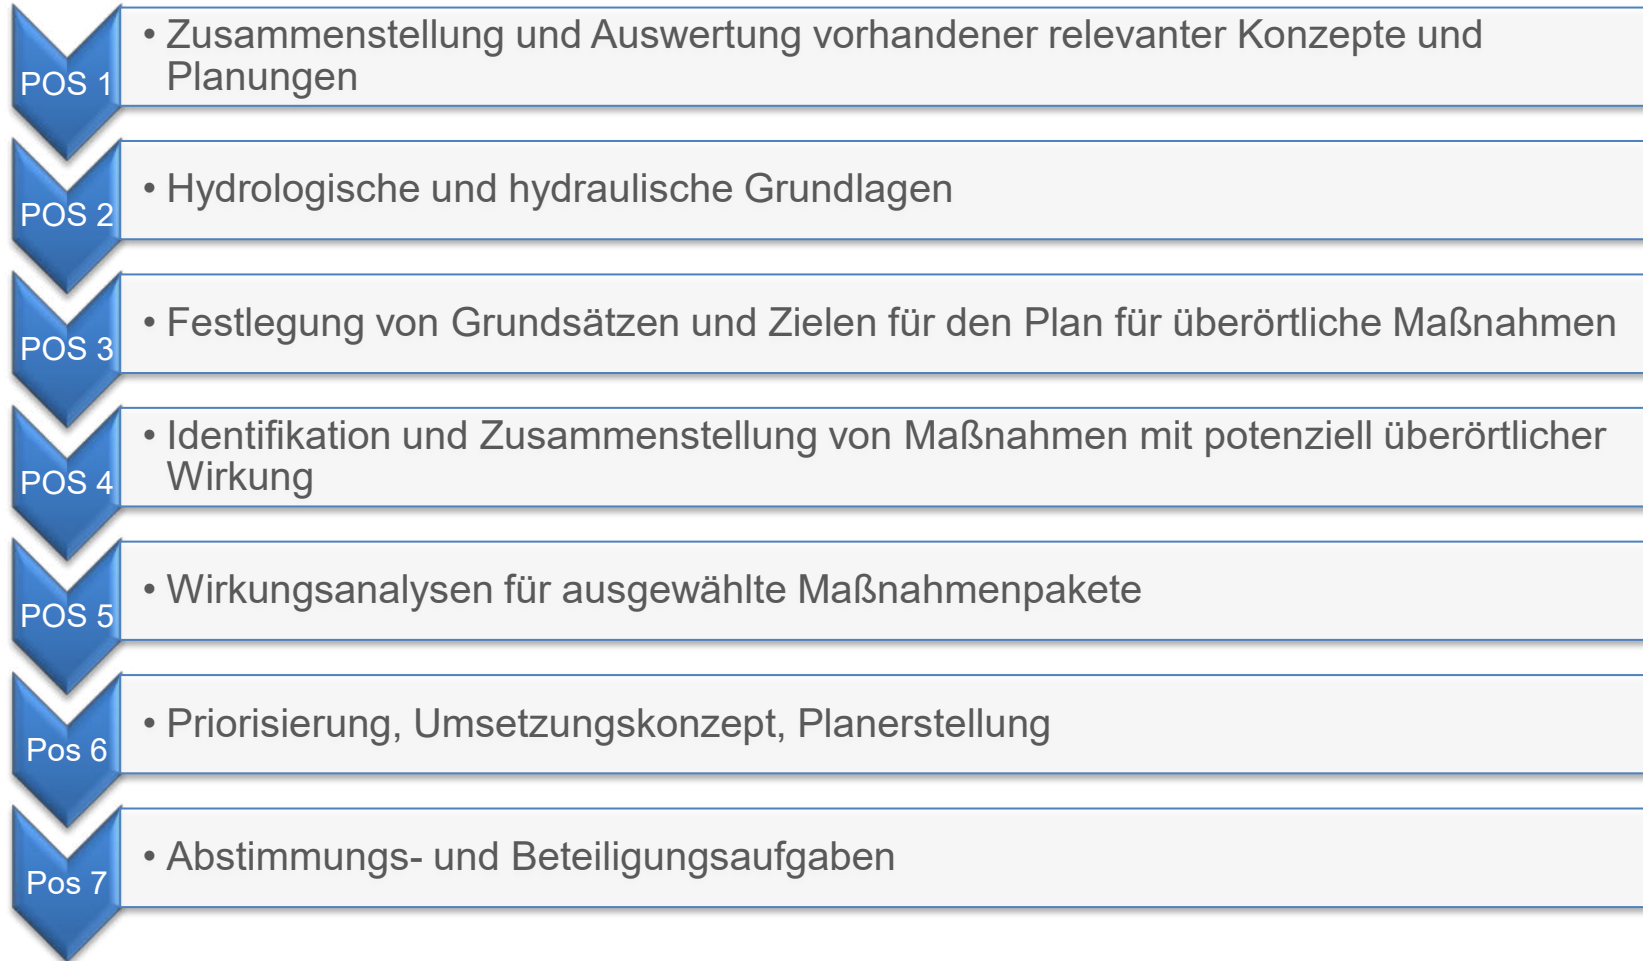 POS 1
• Zusammenstellung und Auswertung vorhandener relevanter Konzepte und
Planungen
POS 2
• Hydrologische und hydraulische Grundlagen
POS 3
• Festlegung von Grundsätzen und Zielen für den Plan für überörtliche Maßnahmen
POS 4
• Identifikation und Zusammenstellung von Maßnahmen mit potenziell überörtlicher
Wirkung
POS 5
• Wirkungsanalysen für ausgewählte Maßnahmenpakete
Pos 6
• Priorisierung, Umsetzungskonzept, Planerstellung
Pos 7
• Abstimmungs- und Beteiligungsaufgaben